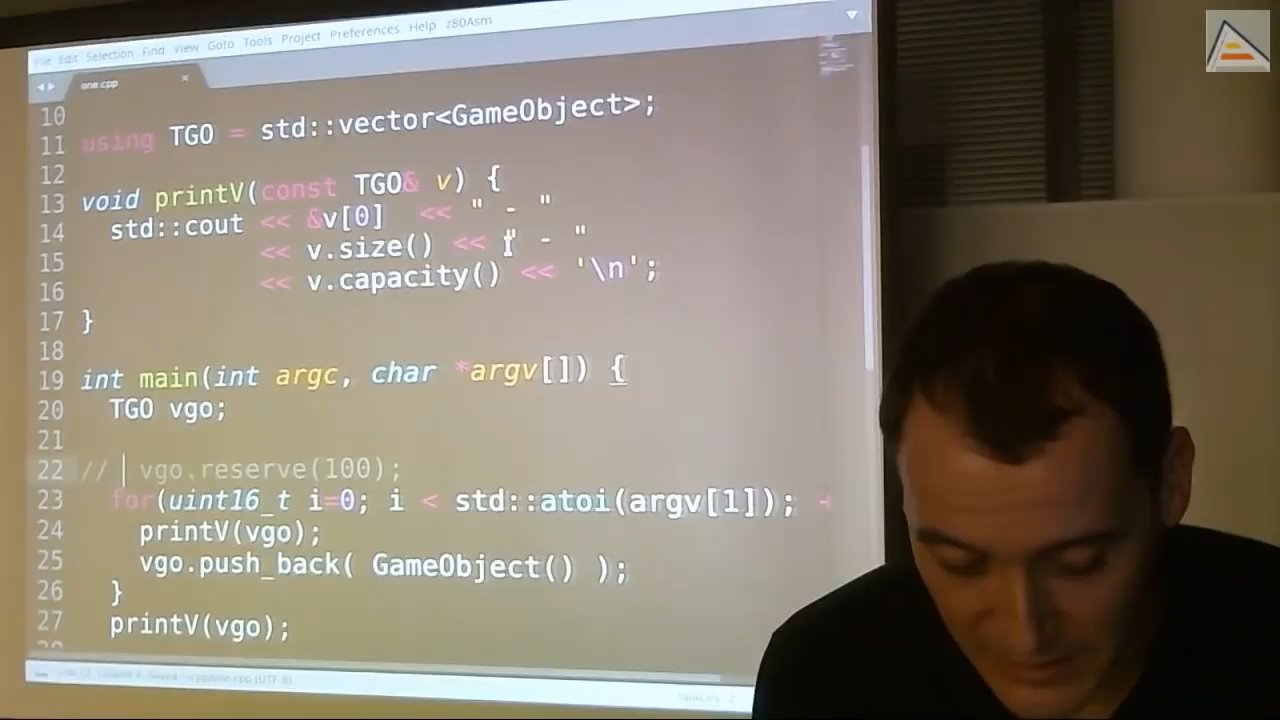 File Edit Selection Find View Goto Tools Project Preferences Help z80Asm
one.cpp ×
10
11 using TGO = std::vector<GameObject>;
12
13 void printV(const TGO& v) {
14 std::cout << &v[0] << " - "
15 << v.size() << " - "
16 << v.capacity() << '\n';
17 }
18
19 int main(int argc, char *argv[]) {
20 TGO vgo;
21
22 // vgo.reserve(100);
23 for(uint16_t i=0; i < std::atoi(argv[1]);
24 printV(vgo);
25 vgo.push_back( GameObject() );
26 }
27 printV(vgo);